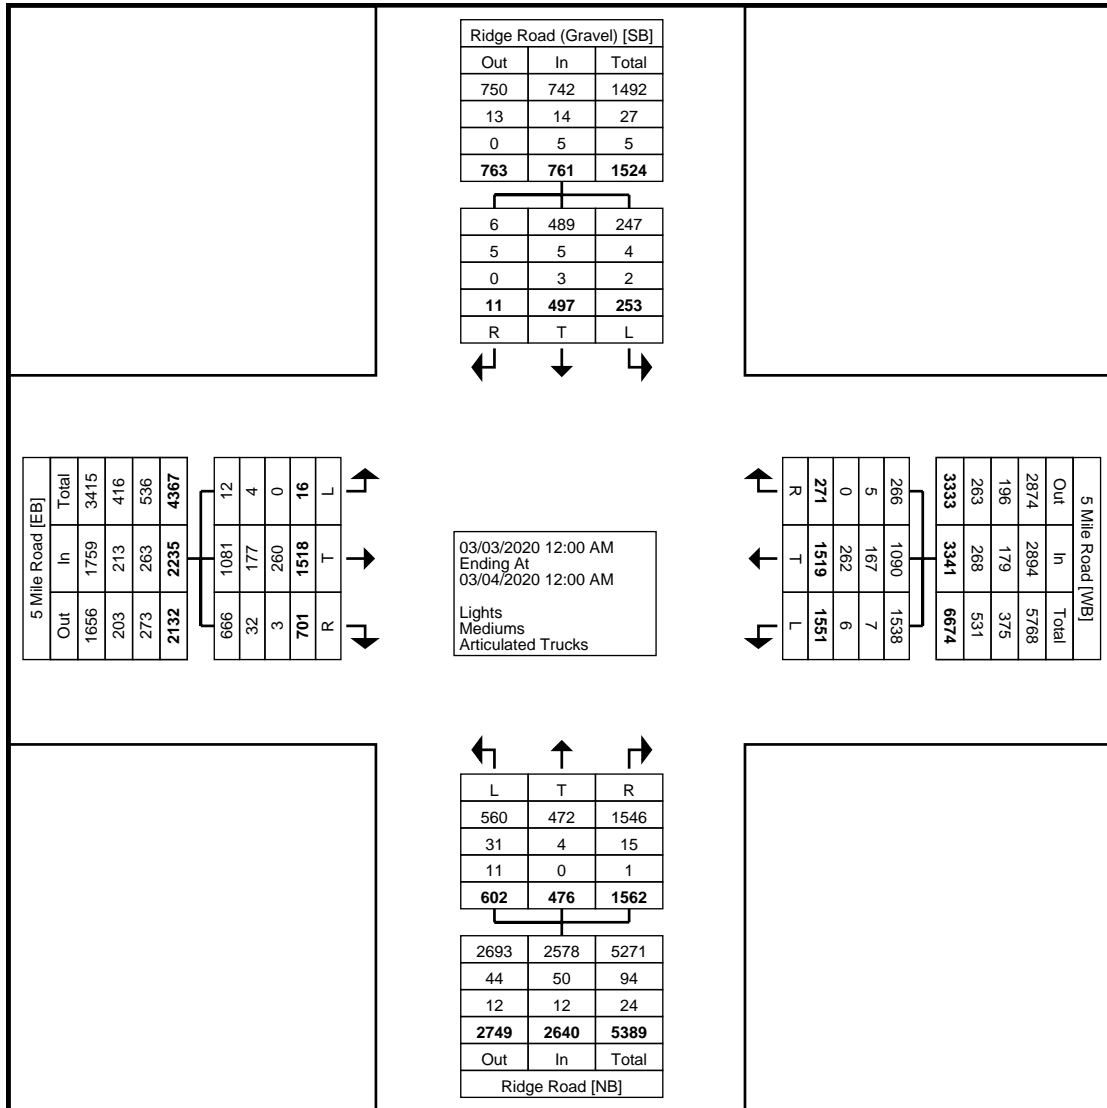 Ridge Road (Gravel) [SB]
Out In Total
750 742 1492
13 14 27
0 5 5
763 761 1524
6 489 247
5 5 4
0 3 2
11 497 253
R T L
5 Mile Road [EB]
Total In Out
3415 1759 1656
416 213 203
536 263 273
4367 2235 2132
12 1081 666
4 177 32
0 260 3
16 1518 701
L T R
03/03/2020 12:00 AM
Ending At
03/04/2020 12:00 AM
Lights
Mediums
Articulated Trucks
5 Mile Road [WB]
Out In Total
2874 2894 5768
196 179 375
263 268 531
3333 3341 6674
266 1090 1538
5 167 7
0 262 6
271 1519 1551
R T L
L T R
560 472 1546
31 4 15
11 0 1
602 476 1562
2693 2578 5271
44 50 94
12 12 24
2749 2640 5389
Out In Total
Ridge Road [NB]